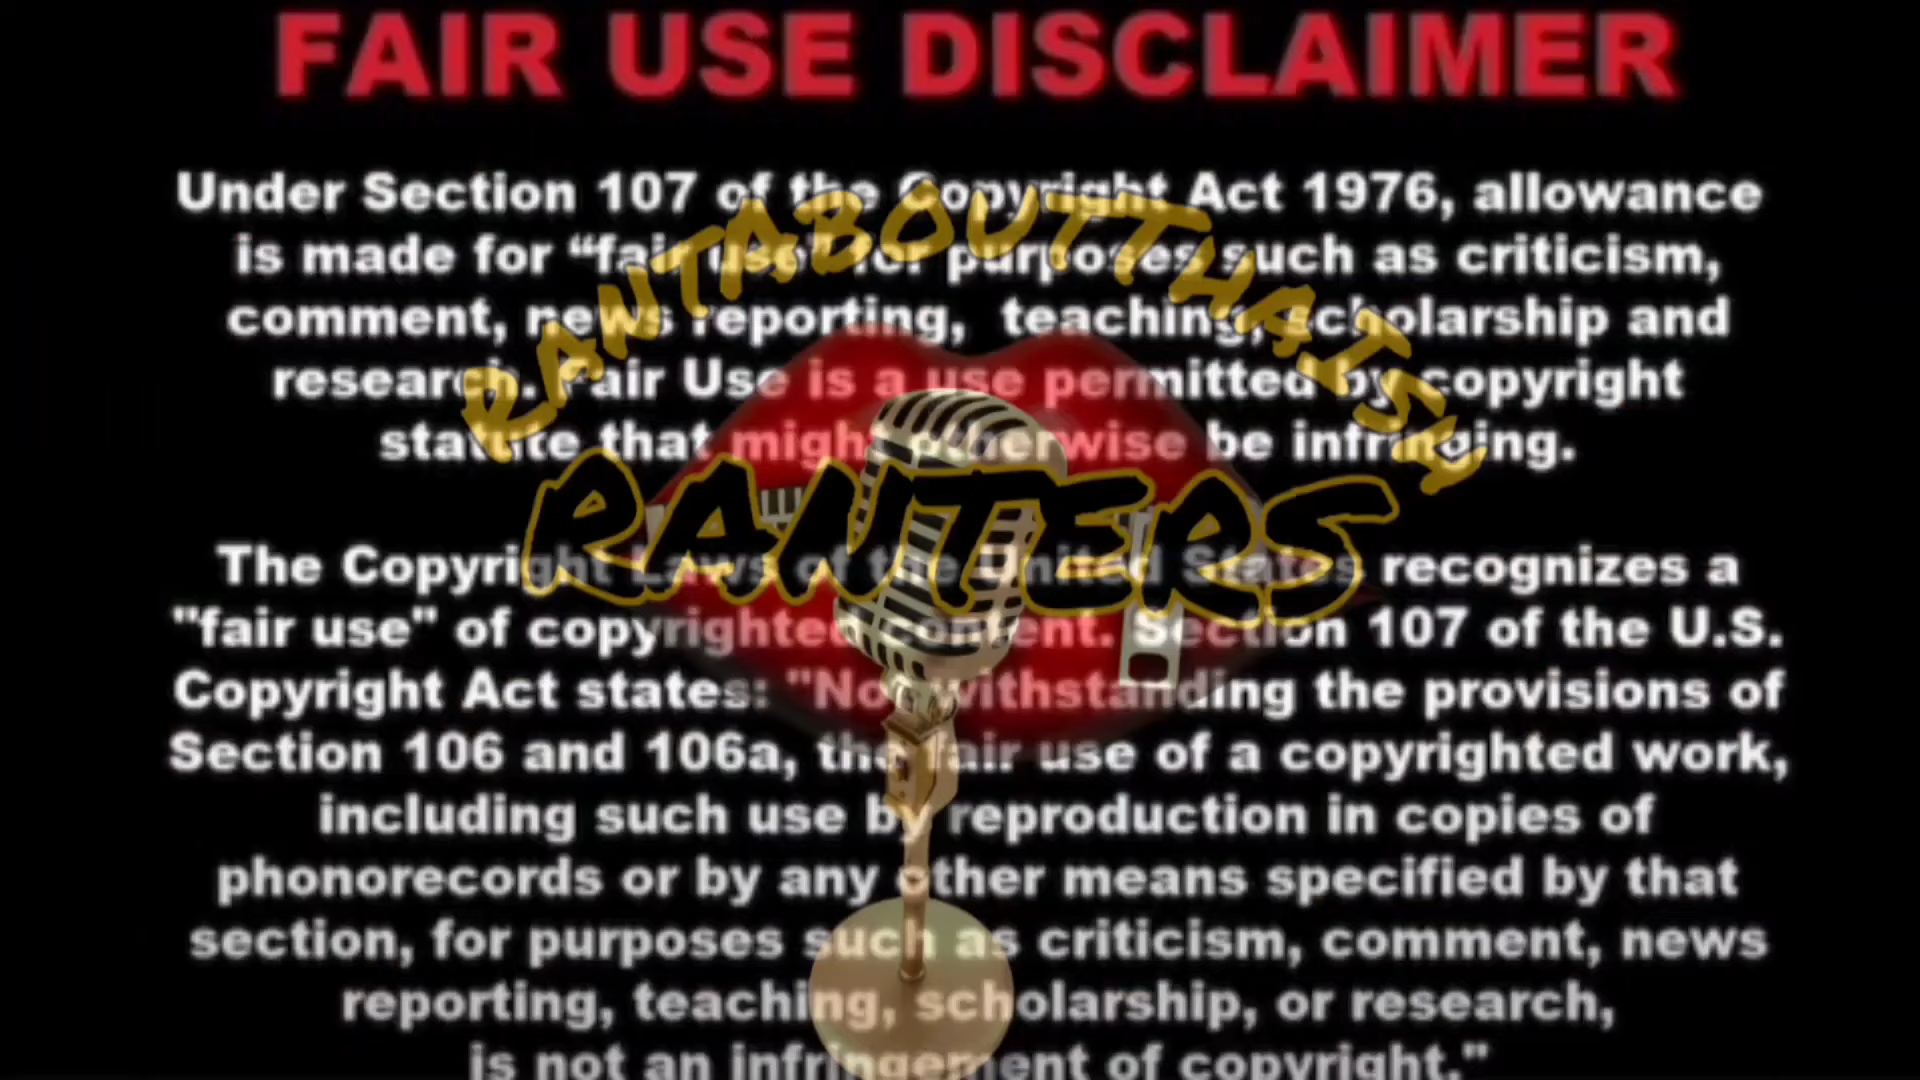 FAIR USE DISCLAIMER
Under Section 107 of the Copyright Act 1976, allowance
is made for “fair use” for purposes such as criticism,
comment, news reporting, teaching, scholarship and
research. Fair Use is a use permitted by copyright
statute that might otherwise be infringing.
RANTABOUTTHAISH
RANTERS
The Copyright Laws of the United States recognizes a
"fair use" of copyrighted content. Section 107 of the U.S.
Copyright Act states: "Notwithstanding the provisions of
Section 106 and 106a, the fair use of a copyrighted work,
including such use by reproduction in copies of
phonorecords or by any other means specified by that
section, for purposes such as criticism, comment, news
reporting, teaching, scholarship, or research,
is not an infringement of copyright."